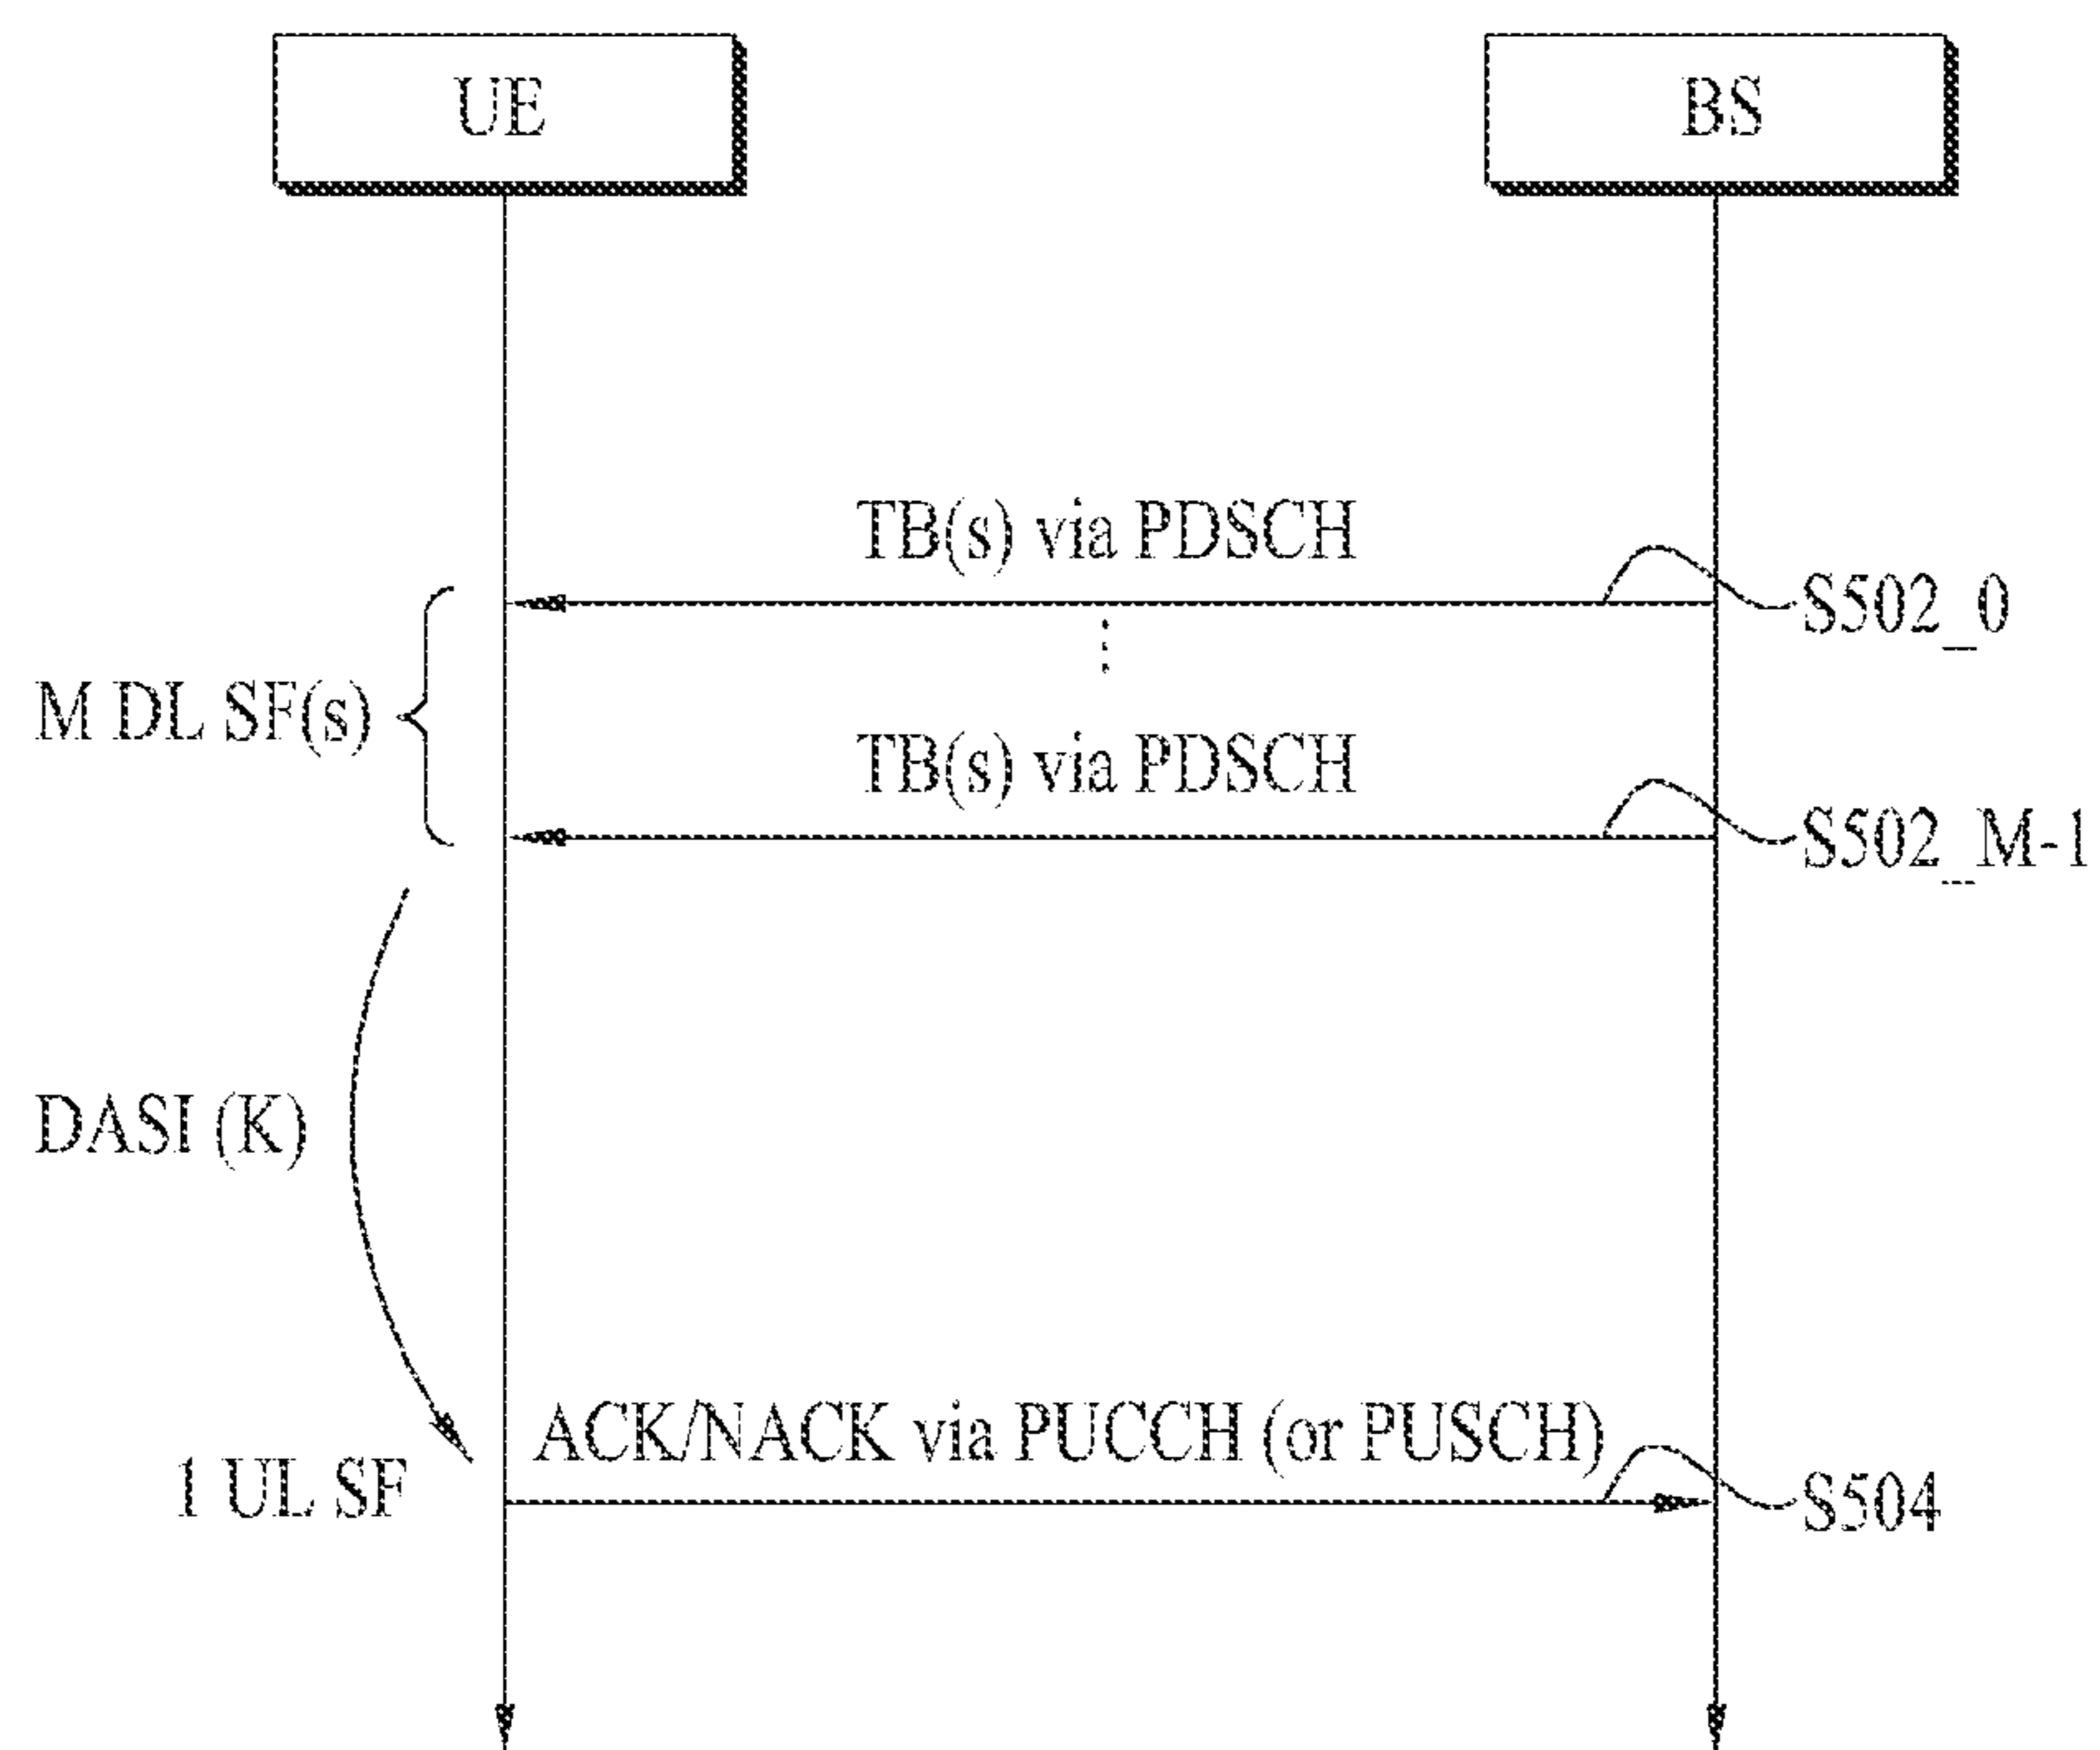 UE
BS
TB(s) via PDSCH
S502_0
M DL SF(s)
TB(s) via PDSCH
S502_M-1
DASI (K)
ACK/NACK via PUCCH (or PUSCH)
1 UL SF
S504